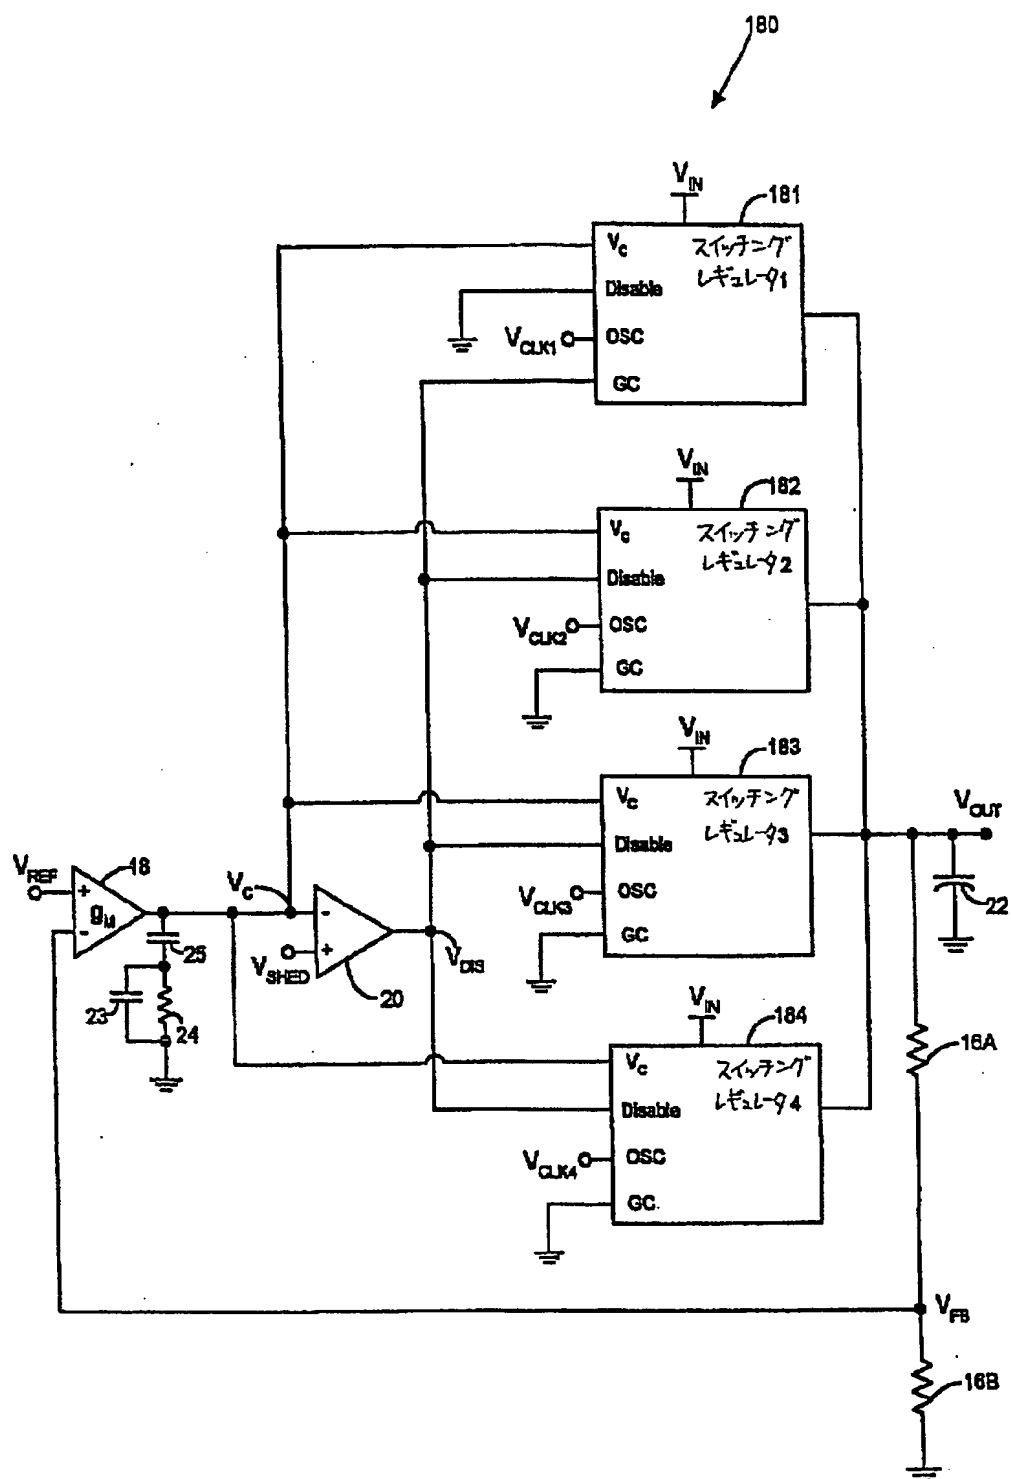 180
V_IN
181
V_C
スイッチング
レギュレータ1
Disable
V_CLK1
OSC
GC
V_IN
182
V_C
スイッチング
レギュレータ2
Disable
V_CLK2
OSC
GC
V_IN
183
V_C
スイッチング
レギュレータ3
Disable
V_CLK3
OSC
GC
V_OUT
22
V_REF
18
+
g_M
-
V_C
-
+
V_SHED
20
V_DIS
25
23
24
V_IN
184
V_C
スイッチング
レギュレータ4
Disable
V_CLK4
OSC
GC
16A
V_FB
16B